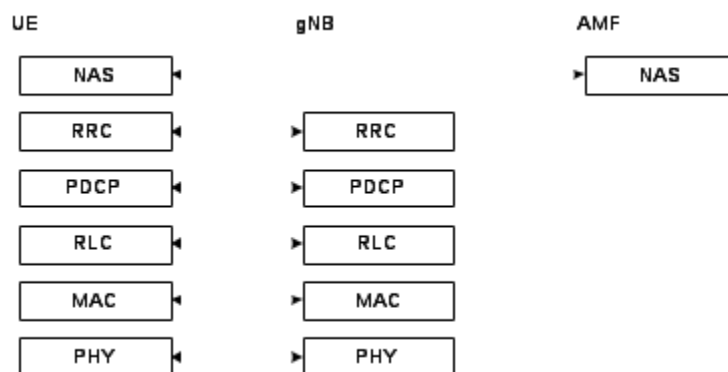 UE gNB AMF
NAS NAS
RRC RRC
PDCP PDCP
RLC RLC
MAC MAC
PHY PHY